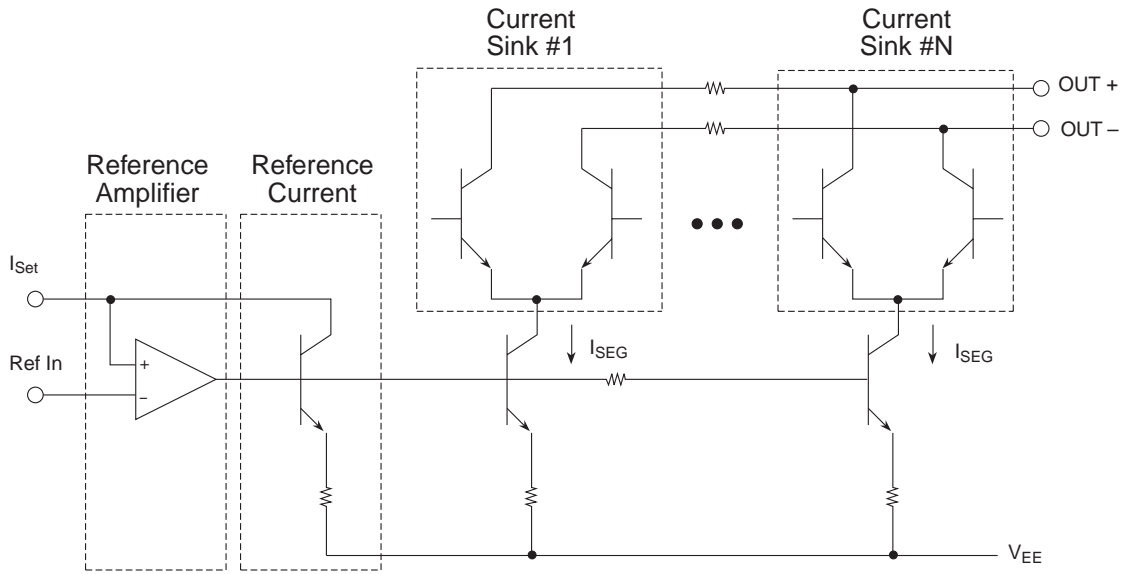 Current
Sink #1
Current
Sink #N
OUT +
OUT –
Reference
Amplifier
Reference
Current
ISet
Ref In
+
–
ISEG
ISEG
VEE